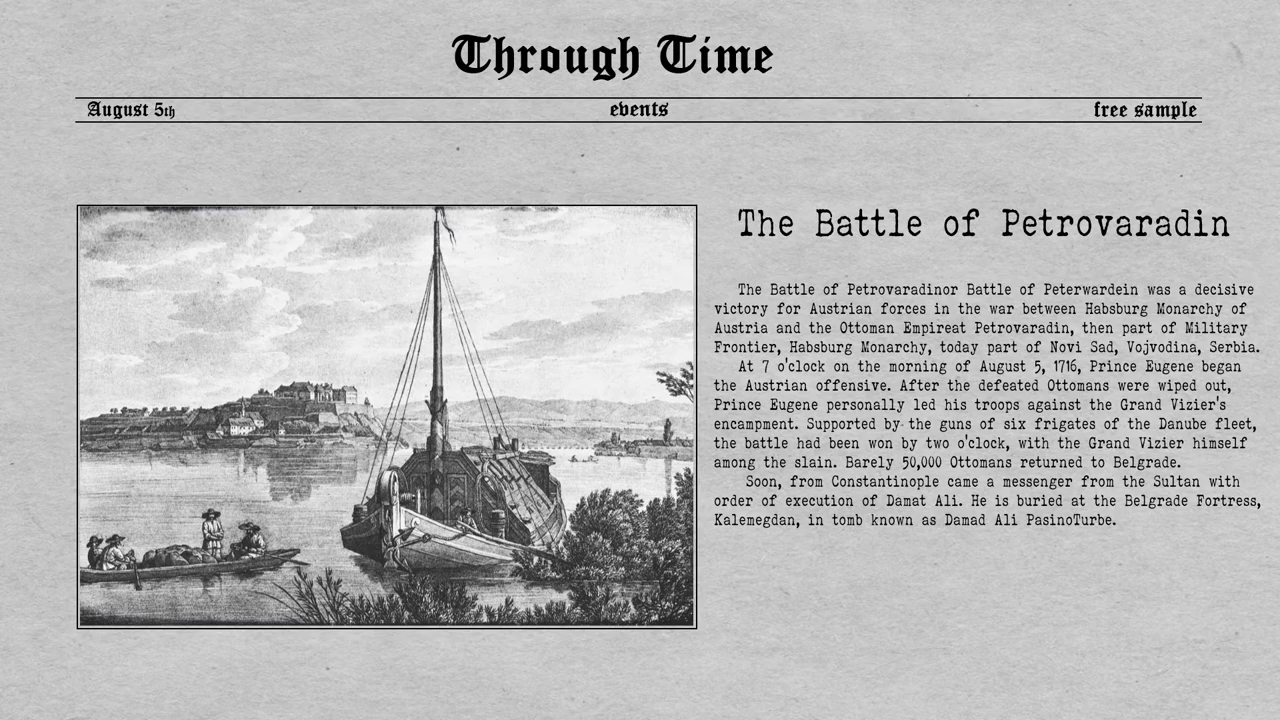 Through Time
August 5th events free sample
The Battle of Petrovaradin
The Battle of Petrovaradinor Battle of Peterwardein was a decisive
victory for Austrian forces in the war between Habsburg Monarchy of
Austria and the Ottoman Empireat Petrovaradin, then part of Military
Frontier, Habsburg Monarchy, today part of Novi Sad, Vojvodina, Serbia.
At 7 o'clock on the morning of August 5, 1716, Prince Eugene began
the Austrian offensive. After the defeated Ottomans were wiped out,
Prince Eugene personally led his troops against the Grand Vizier's
encampment. Supported by the guns of six frigates of the Danube fleet,
the battle had been won by two o'clock, with the Grand Vizier himself
among the slain. Barely 50,000 Ottomans returned to Belgrade.
Soon, from Constantinople came a messenger from the Sultan with
order of execution of Damat Ali. He is buried at the Belgrade Fortress,
Kalemegdan, in tomb known as Damad Ali PasinoTurbe.